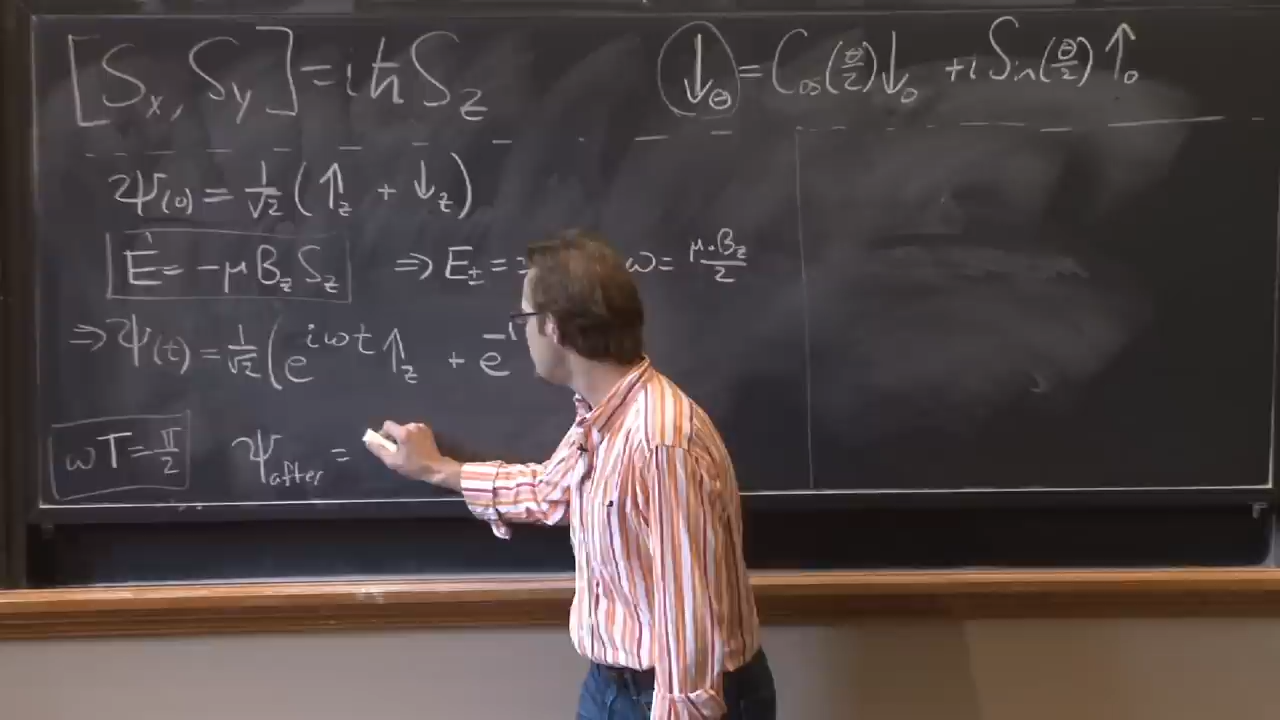 [Sx, Sy] = iħSz
↓θ = Cos(θ/2)↓0 + i Sin(θ/2)↑0
ψ(0) = 1/√2 (↑z + ↓z)
Ê = -μBzSz ⇒ E± = ω = μ·Bz/2
⇒ ψ(t) = 1/√2 (e^iωt ↑z + e^-i
ωT = π/2 ψafter =